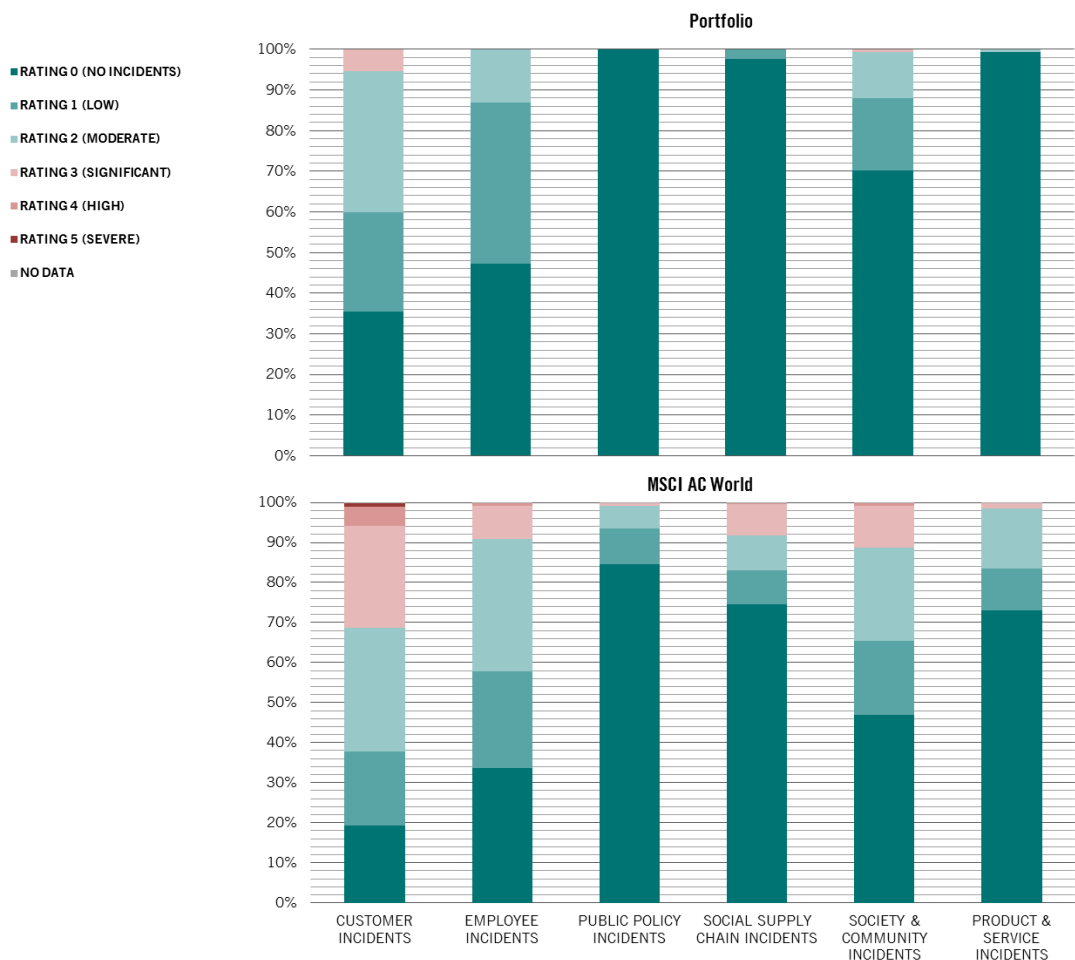 Portfolio
RATING 0 (NO INCIDENTS)
RATING 1 (LOW)
RATING 2 (MODERATE)
RATING 3 (SIGNIFICANT)
RATING 4 (HIGH)
RATING 5 (SEVERE)
NO DATA
100%
90%
80%
70%
60%
50%
40%
30%
20%
10%
0%
MSCI AC World
100%
90%
80%
70%
60%
50%
40%
30%
20%
10%
0%
CUSTOMER
INCIDENTS
EMPLOYEE
INCIDENTS
PUBLIC POLICY
INCIDENTS
SOCIAL SUPPLY
CHAIN INCIDENTS
SOCIETY &
COMMUNITY
INCIDENTS
PRODUCT &
SERVICE
INCIDENTS